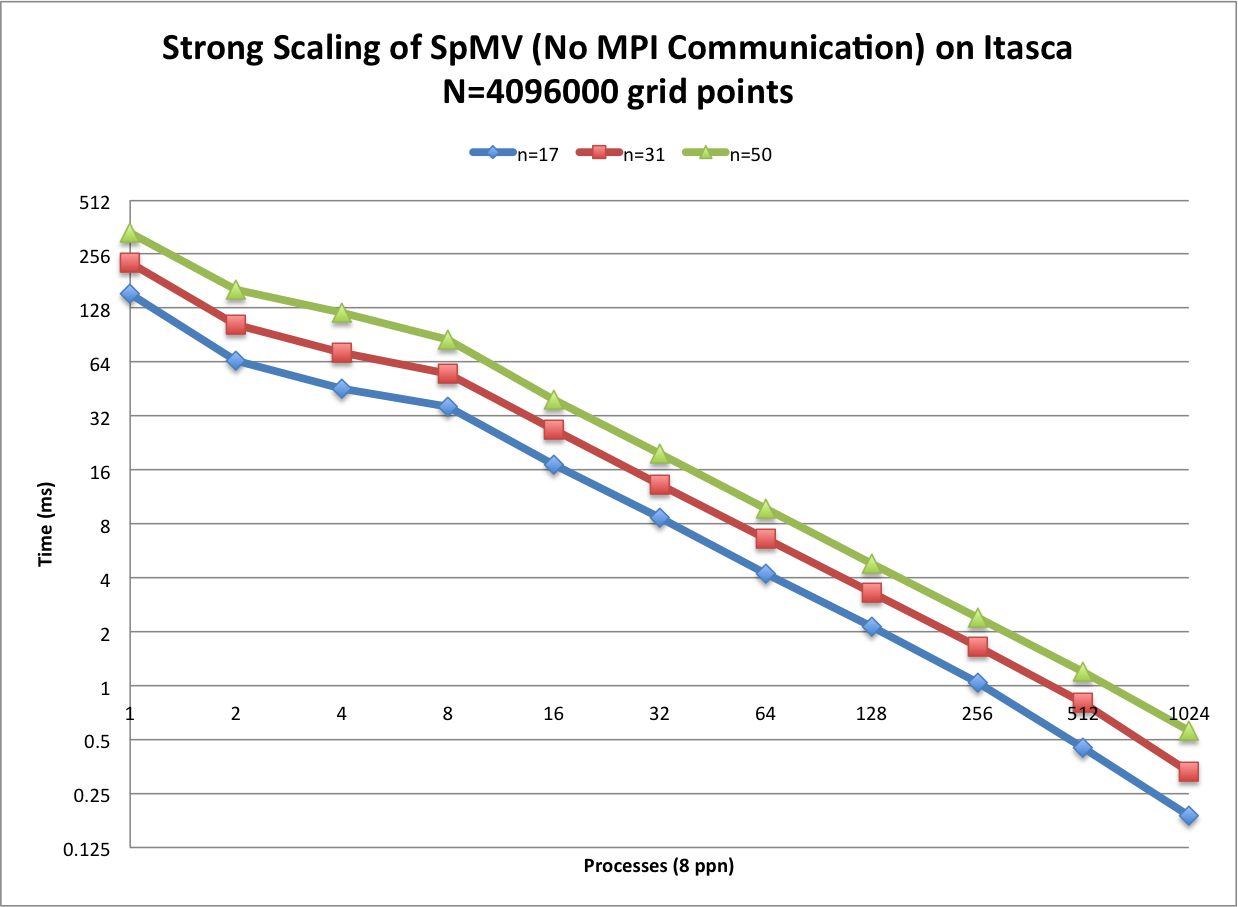 Strong Scaling of SpMV (No MPI Communication) on Itasca
N=4096000 grid points
n=17 n=31 n=50
512
256
128
64
32
16
8
4
2
1
0.5
0.25
0.125
Time (ms)
1 2 4 8 16 32 64 128 256 512 1024
Processes (8 ppn)